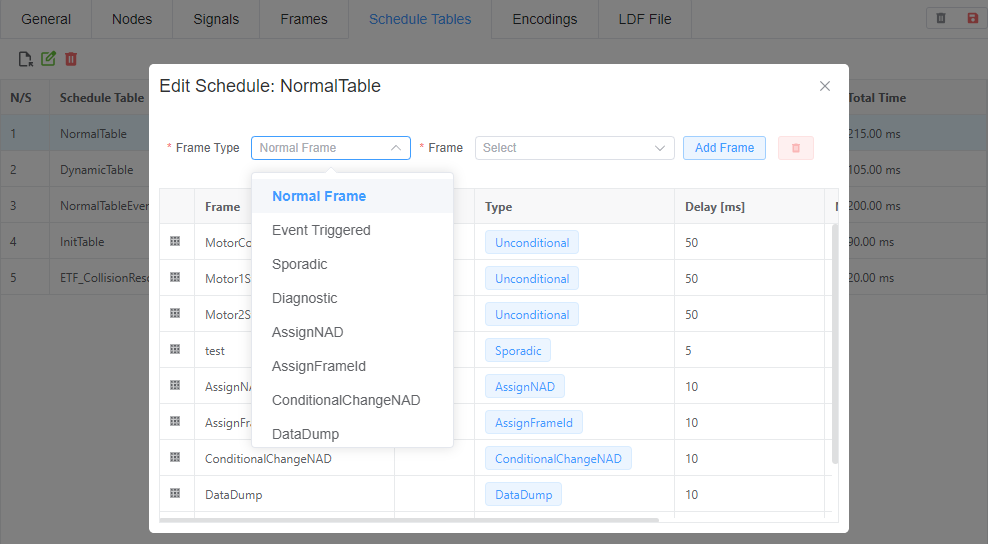 General Nodes Signals Frames Schedule Tables Encodings LDF File
Edit Schedule: NormalTable
N/S Schedule Table Total Time
1 NormalTable 215.00 ms
2 DynamicTable 105.00 ms
3 NormalTableEven 200.00 ms
4 InitTable 90.00 ms
5 ETF_CollisionReso 20.00 ms
* Frame Type Normal Frame * Frame Select Add Frame
Normal Frame
Event Triggered
Sporadic
Diagnostic
AssignNAD
AssignFrameId
ConditionalChangeNAD
DataDump
Frame Type Delay [ms]
MotorCo Unconditional 50
Motor1S Unconditional 50
Motor2S Unconditional 50
test Sporadic 5
AssignNA AssignNAD 10
AssignFra AssignFrameId 10
ConditionalChangeNAD ConditionalChangeNAD 10
DataDump DataDump 10